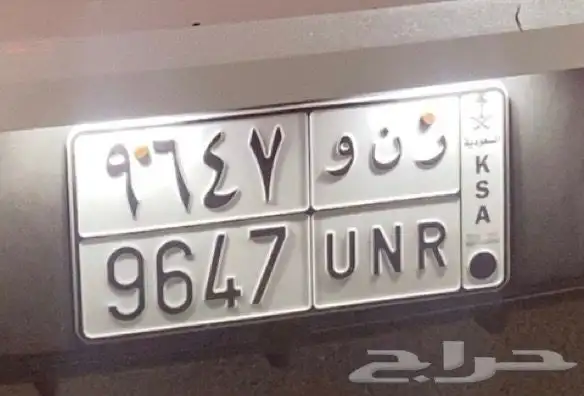 ٩٦٤٧ ر ن و
9647 UNR
السعودية
K
S
A
حراج